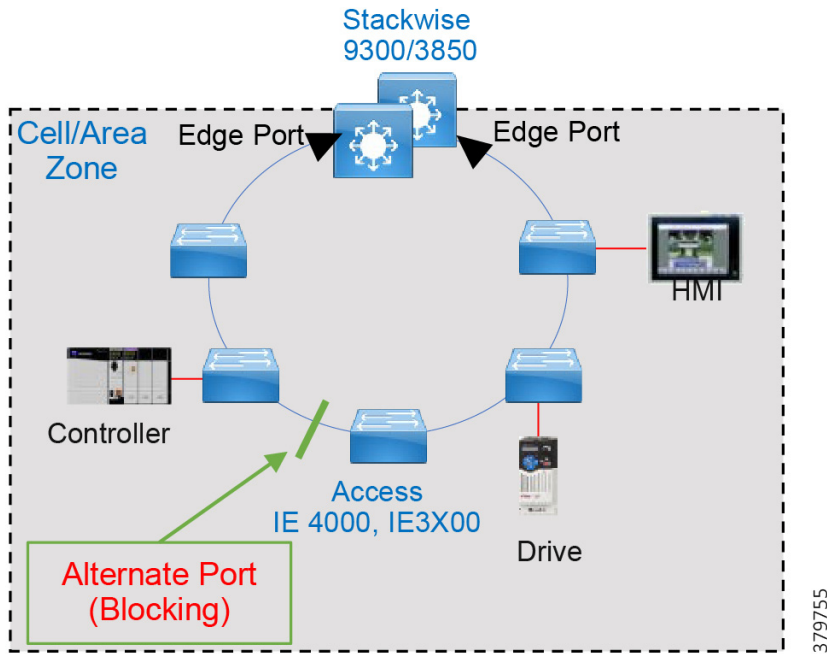 Stackwise
9300/3850
Cell/Area
Zone
Edge Port
Edge Port
HMI
Controller
Access
IE 4000, IE3X00
Drive
Alternate Port
(Blocking)
379755